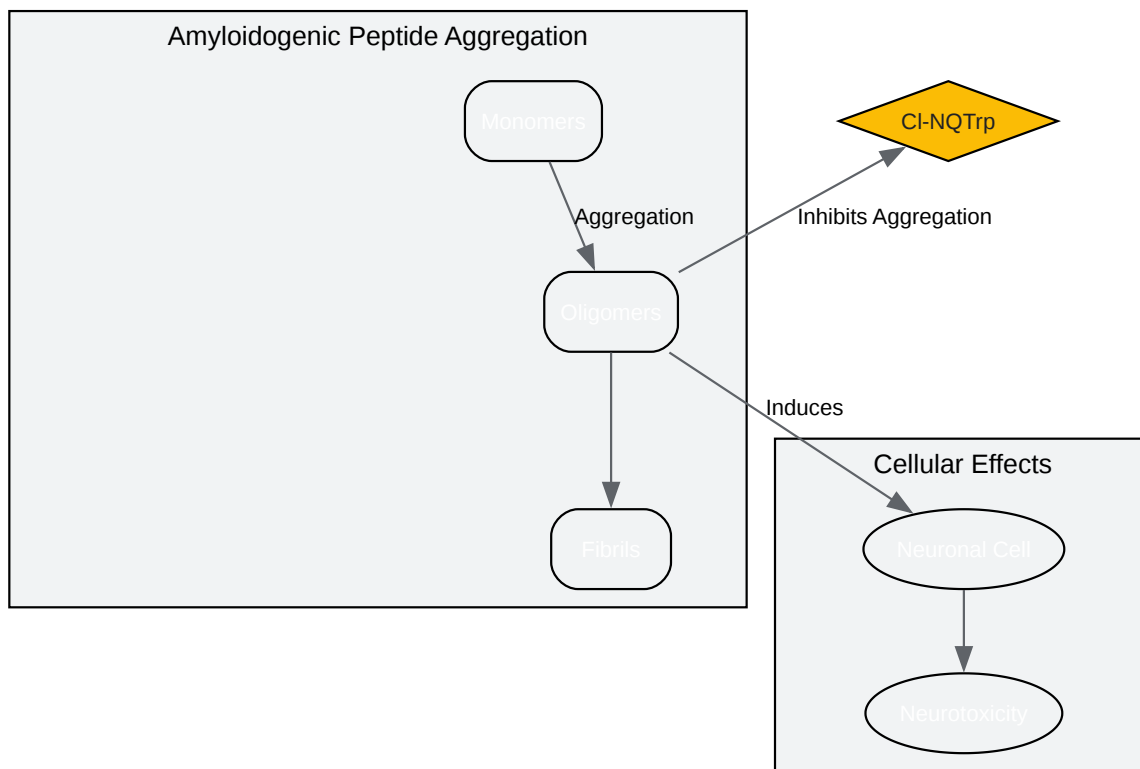 Amyloidogenic Peptide Aggregation
Monomers
Cl-NQTrp
Aggregation
Inhibits Aggregation
Oligomers
Induces
Cellular Effects
Fibrils
Neuronal Cell
Neurotoxicity